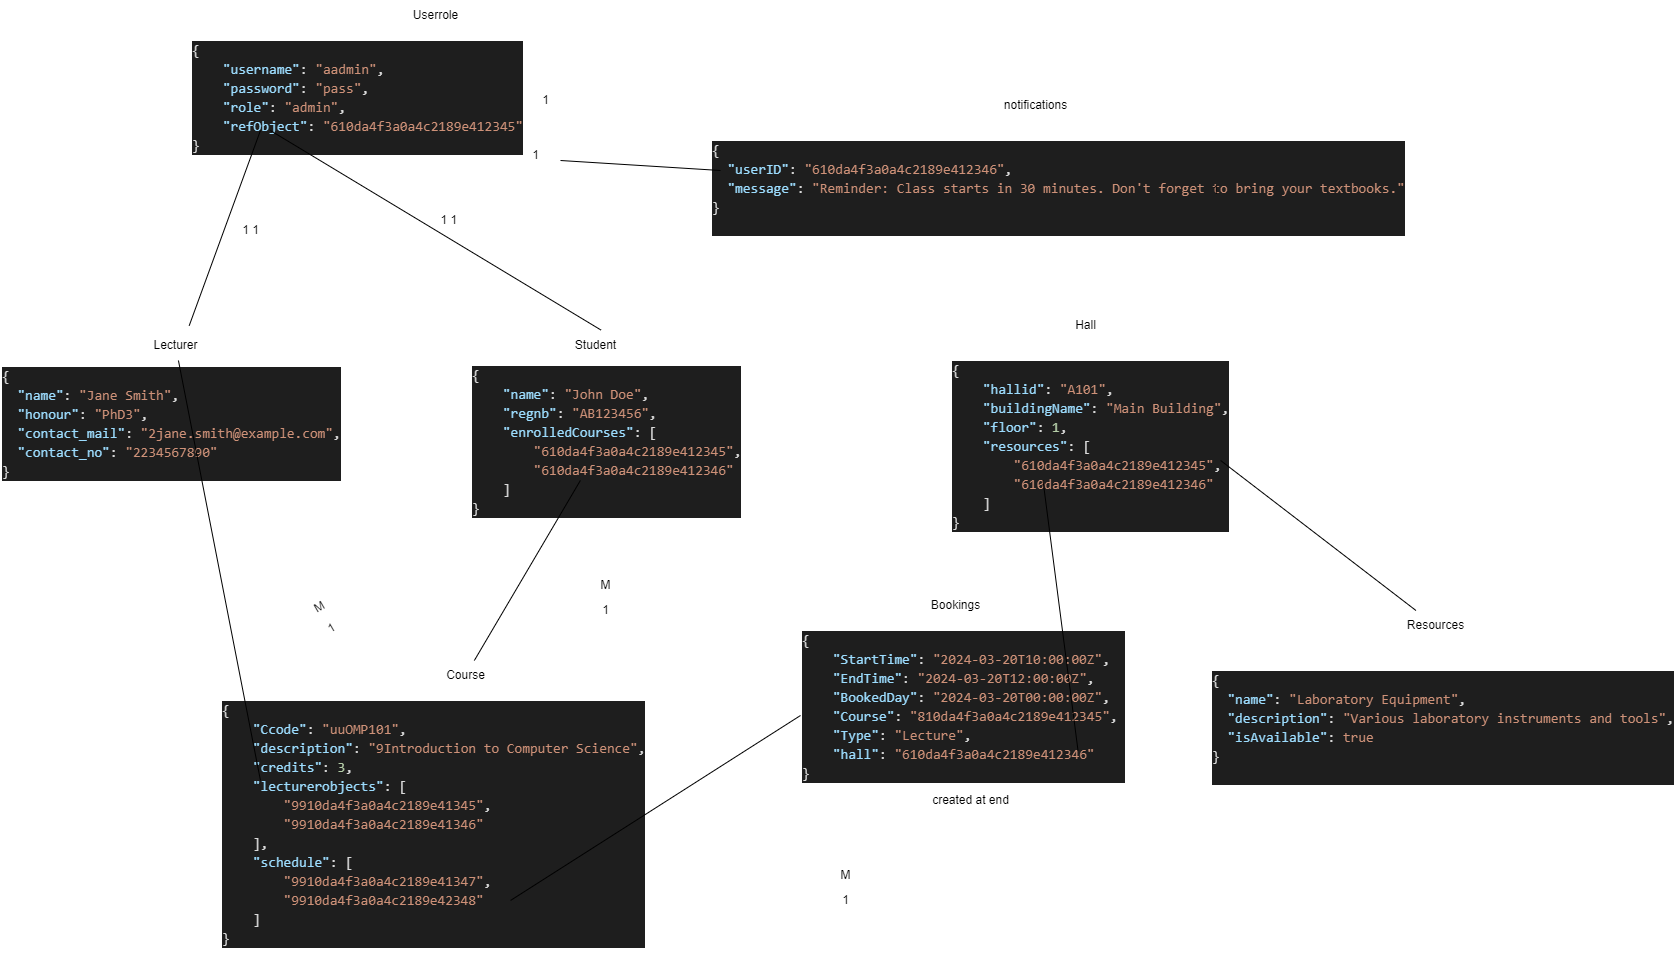 Userrole
{
"username": "aadmin",
"password": "pass",
"role": "admin",
"refObject": "610da4f3a0a4c2189e412345"
}
1
1
notifications
{
"userID": "610da4f3a0a4c2189e412346",
"message": "Reminder: Class starts in 30 minutes. Don't forget to bring your textbooks."
}
1 1
1 1
Lecturer
{
"name": "Jane Smith",
"honour": "PhD3",
"contact_mail": "2jane.smith@example.com",
"contact_no": "2234567890"
}
Student
{
"name": "John Doe",
"regnb": "AB123456",
"enrolledCourses": [
"610da4f3a0a4c2189e412345",
"610da4f3a0a4c2189e412346"
]
}
Hall
{
"hallid": "A101",
"buildingName": "Main Building",
"floor": 1,
"resources": [
"610da4f3a0a4c2189e412345",
"610da4f3a0a4c2189e412346"
]
}
M
1
M
1
Course
{
"Ccode": "uuOMP101",
"description": "9Introduction to Computer Science",
"credits": 3,
"lecturerobjects": [
"9910da4f3a0a4c2189e41345",
"9910da4f3a0a4c2189e41346"
],
"schedule": [
"9910da4f3a0a4c2189e41347",
"9910da4f3a0a4c2189e42348"
]
}
Bookings
{
"StartTime": "2024-03-20T10:00:00Z",
"EndTime": "2024-03-20T12:00:00Z",
"BookedDay": "2024-03-20T00:00:00Z",
"Course": "810da4f3a0a4c2189e412345",
"Type": "Lecture",
"hall": "610da4f3a0a4c2189e412346"
}
created at end
M
1
Resources
{
"name": "Laboratory Equipment",
"description": "Various laboratory instruments and tools",
"isAvailable": true
}